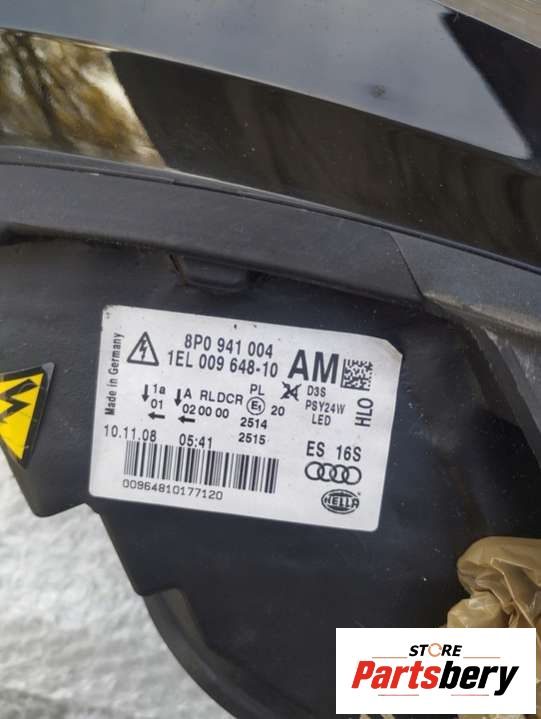 Made in Germany
8P0 941 004
1EL 009 648-10
AM
HLO
1a
01
A RL DCR
02 00 00
PL
E1 20
2514
2515
24
D3S
PSY24W
LED
10.11.08 05:41
ES 16S
00964810177120
HELLA
STORE
Partsbery